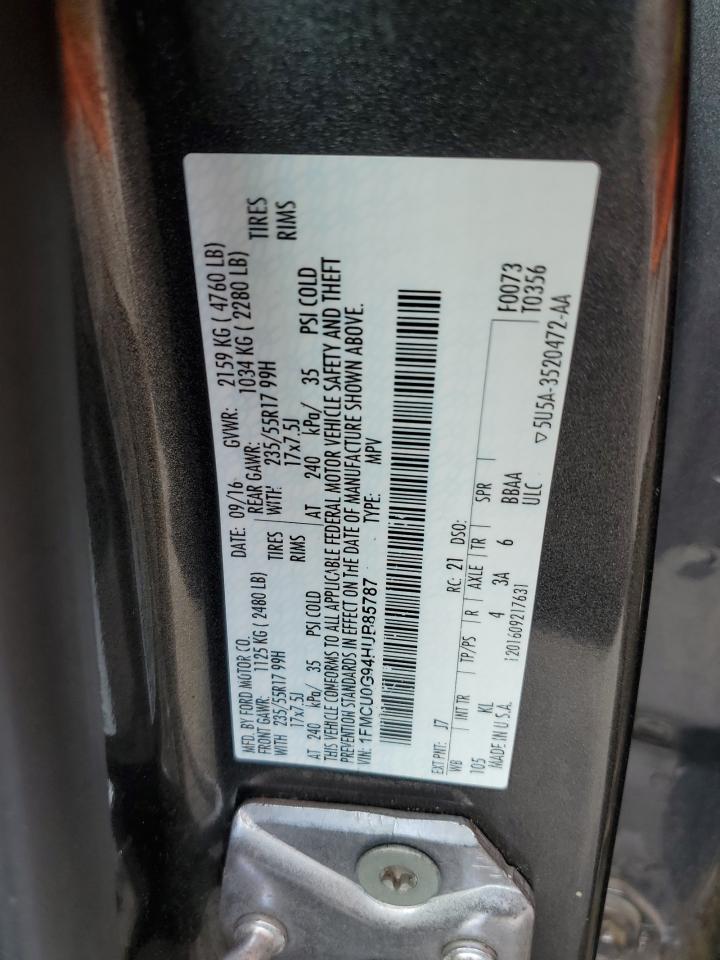 MFD. BY FORD MOTOR CO.
DATE: 09/16 GVWR: 2159 KG ( 4760 LB)
FRONT GAWR: 1125 KG ( 2480 LB) REAR GAWR: 1034 KG ( 2280 LB)
WITH 235/55R17 99H TIRES WITH: 235/55R17 99H TIRES
17x7.5J RIMS 17x7.5J RIMS
AT 240 kPa/ 35 PSI COLD AT 240 kPa/ 35 PSI COLD
THIS VEHICLE CONFORMS TO ALL APPLICABLE FEDERAL MOTOR VEHICLE SAFETY AND THEFT
PREVENTION STANDARDS IN EFFECT ON THE DATE OF MANUFACTURE SHOWN ABOVE.
VIN: 1FMCU0G94HUB85787 TYPE: MPV
EXT PNT: J7 RC: 21 DSO: F0073
WB INT TR TP/PS R AXLE TR SPR T0356
105 KL 4 3A 6 BBAA
MADE IN U.S.A. 1201609217631 ULC ▽5U5A-3520472-AA